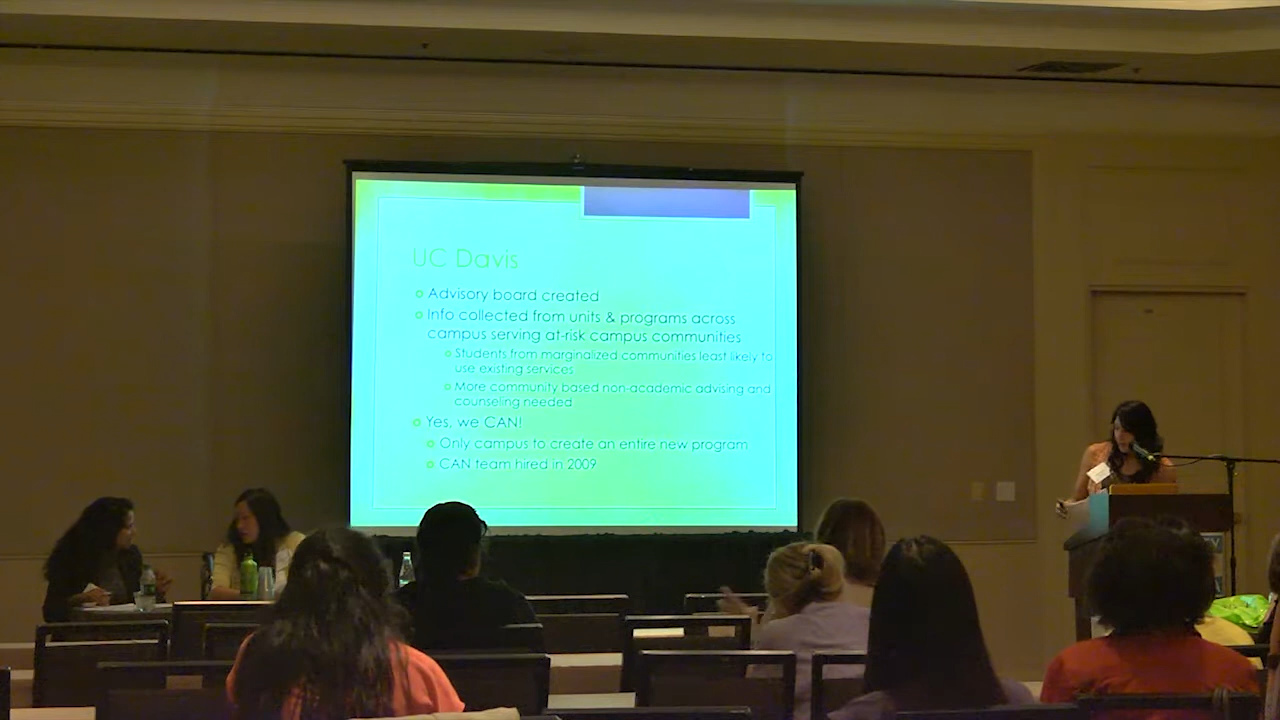 UC Davis
Advisory board created
Info collected from units & programs across
campus serving at-risk campus communities
Students from marginalized communities least likely to
use existing services
More community based non-academic advising and
counseling needed
Yes, we CAN!
Only campus to create an entire new program
CAN team hired in 2009